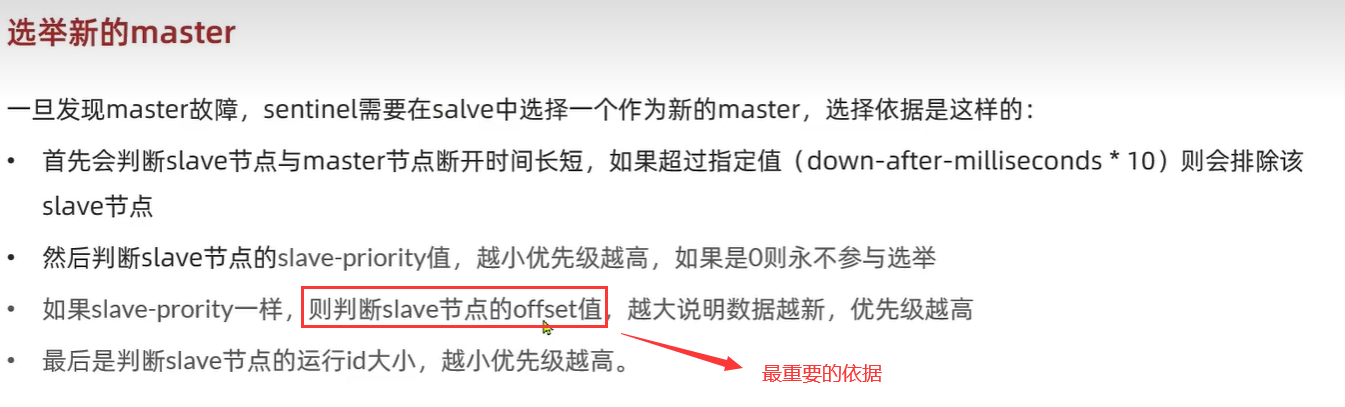 选举新的master
一旦发现master故障，sentinel需要在salve中选择一个作为新的master，选择依据是这样的：
• 首先会判断slave节点与master节点断开时间长短，如果超过指定值（down-after-milliseconds * 10）则会排除该
slave节点
• 然后判断slave节点的slave-priority值，越小优先级越高，如果是0则永不参与选举
• 如果slave-prority一样，则判断slave节点的offset值，越大说明数据越新，优先级越高
• 最后是判断slave节点的运行id大小，越小优先级越高。
最重要的依据